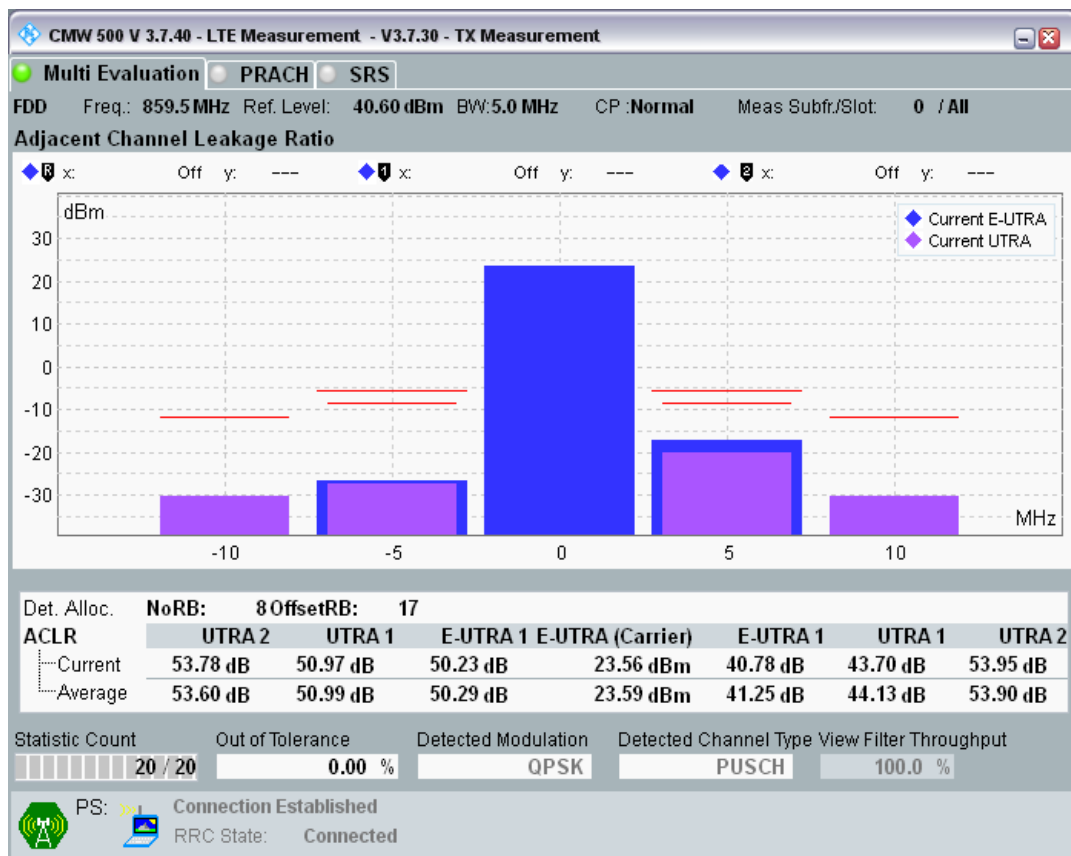 CMW 500 V 3.7.40 - LTE Measurement - V3.7.30 - TX Measurement
Multi Evaluation PRACH SRS
FDD Freq.: 859.5 MHz Ref. Level: 40.60 dBm BW:5.0 MHz CP :Normal Meas Subfr./Slot: 0 / All
Adjacent Channel Leakage Ratio
R x: Off y: --- 1 x: Off y: --- 2 x: Off y: ---
dBm
Current E-UTRA
Current UTRA
30
20
10
0
-10
-20
-30
MHz
-10 -5 0 5 10
Det. Alloc. NoRB: 8 OffsetRB: 17
ACLR UTRA 2 UTRA 1 E-UTRA 1 E-UTRA (Carrier) E-UTRA 1 UTRA 1 UTRA 2
Current 53.78 dB 50.97 dB 50.23 dB 23.56 dBm 40.78 dB 43.70 dB 53.95 dB
Average 53.60 dB 50.99 dB 50.29 dB 23.59 dBm 41.25 dB 44.13 dB 53.90 dB
Statistic Count Out of Tolerance Detected Modulation Detected Channel Type View Filter Throughput
20 / 20 0.00 % QPSK PUSCH 100.0 %
PS: Connection Established
RRC State: Connected